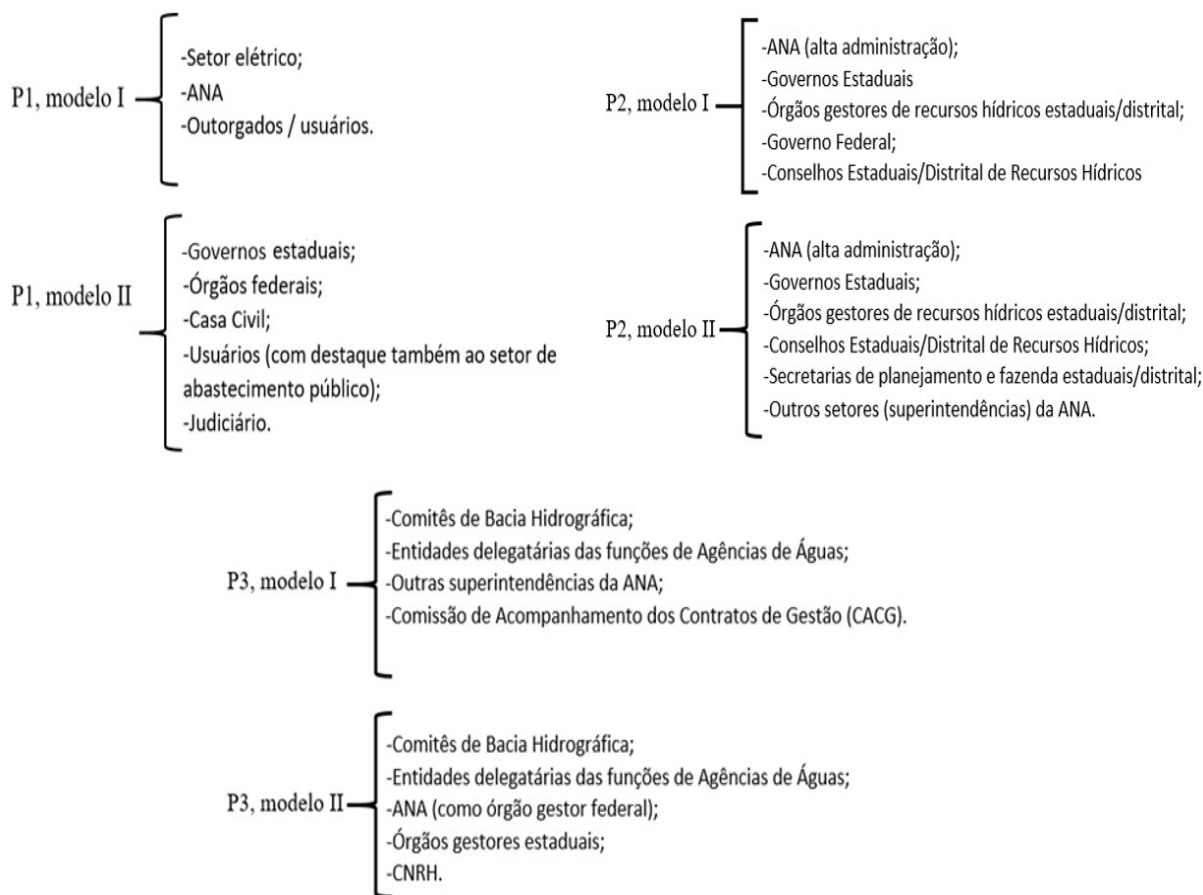 P1, modelo I
-Setor elétrico;
-ANA
-Outorgados / usuários.
P2, modelo I
-ANA (alta administração);
-Governos Estaduais
-Órgãos gestores de recursos hídricos estaduais/distrital;
-Governo Federal;
-Conselhos Estaduais/Distrital de Recursos Hídricos
P1, modelo II
-Governos estaduais;
-Órgãos federais;
-Casa Civil;
-Usuários (com destaque também ao setor de
abastecimento público);
-Judiciário.
P2, modelo II
-ANA (alta administração);
-Governos Estaduais;
-Órgãos gestores de recursos hídricos estaduais/distrital;
-Conselhos Estaduais/Distrital de Recursos Hídricos;
-Secretarias de planejamento e fazenda estaduais/distrital;
-Outros setores (superintendências) da ANA.
P3, modelo I
-Comitês de Bacia Hidrográfica;
-Entidades delegatárias das funções de Agências de Águas;
-Outras superintendências da ANA;
-Comissão de Acompanhamento dos Contratos de Gestão (CACG).
P3, modelo II
-Comitês de Bacia Hidrográfica;
-Entidades delegatárias das funções de Agências de Águas;
-ANA (como órgão gestor federal);
-Órgãos gestores estaduais;
-CNRH.